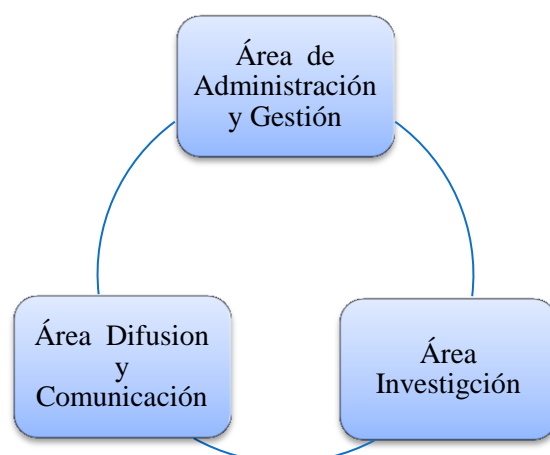 Área de
Administración
y Gestión
Área Difusion
y
Comunicación
Área
Investigción